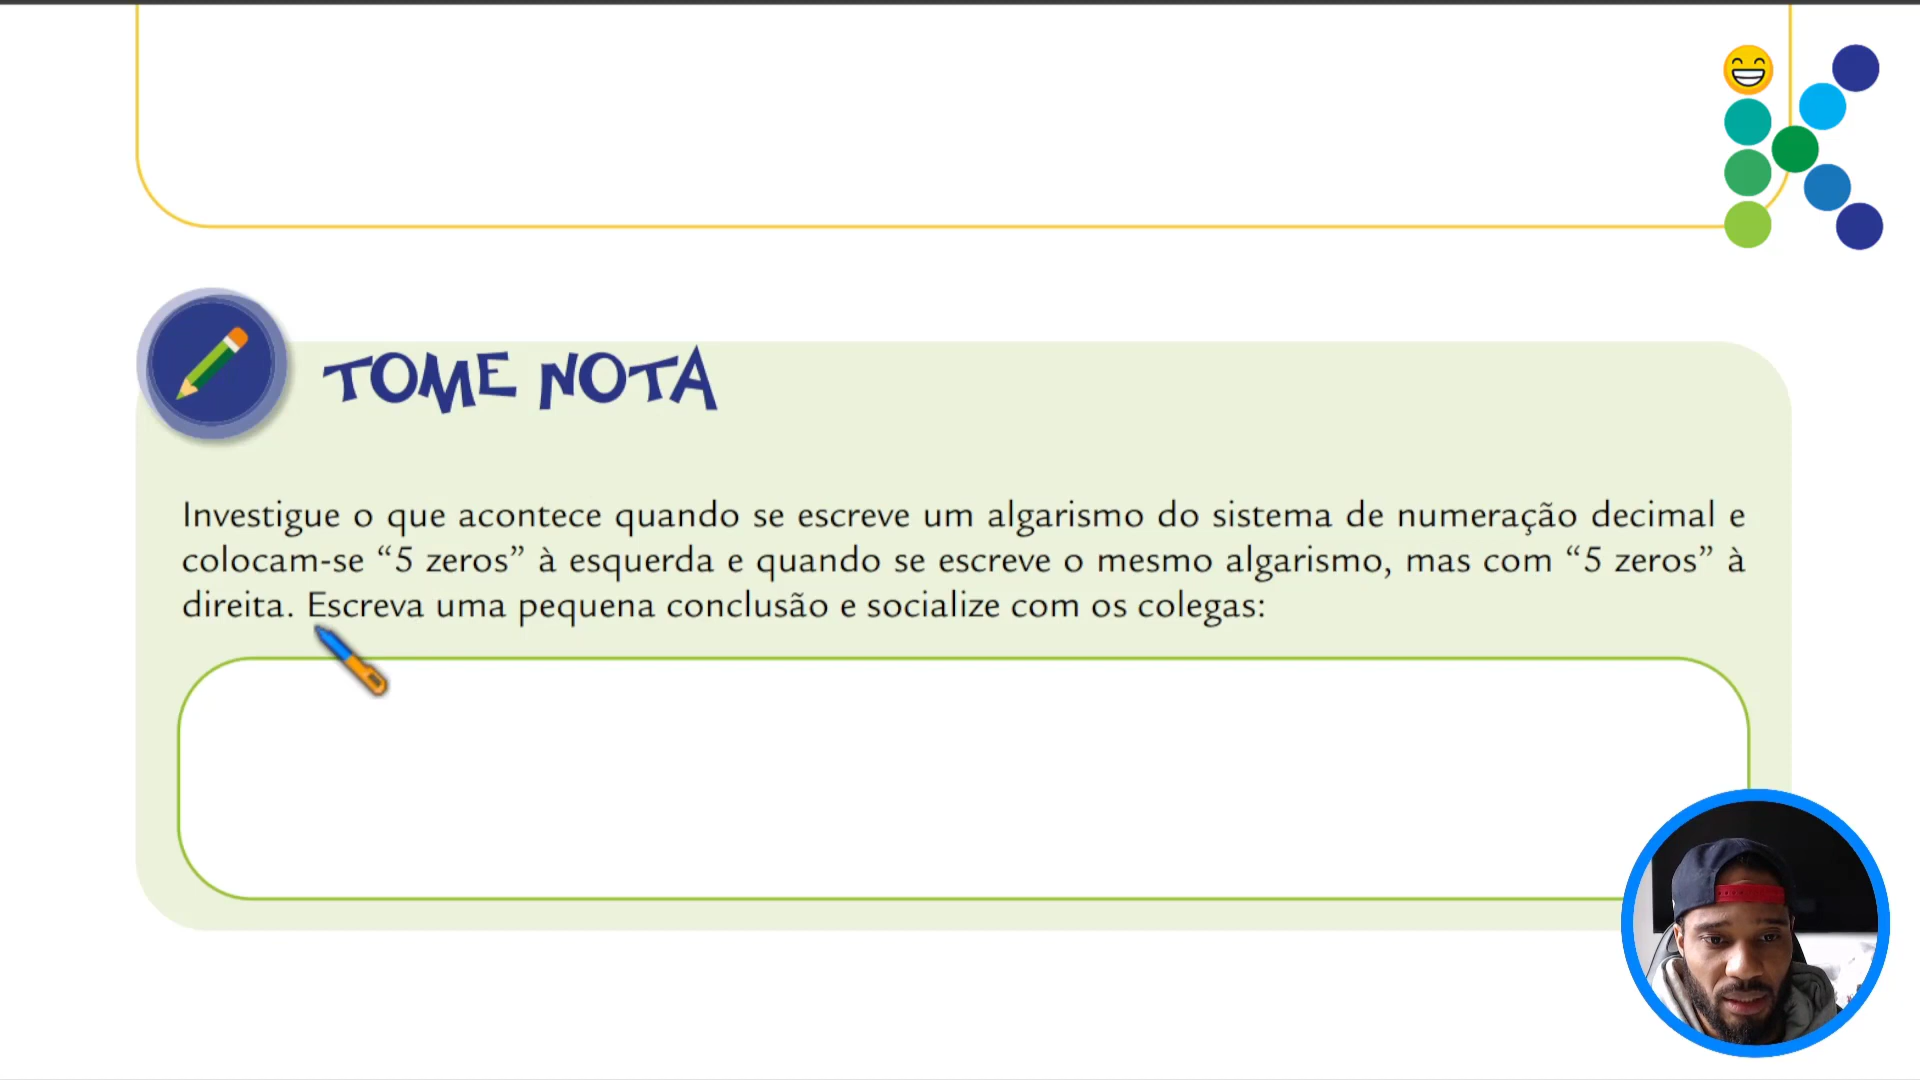 TOME NOTA
Investigue o que acontece quando se escreve um algarismo do sistema de numeração decimal e
colocam-se “5 zeros” à esquerda e quando se escreve o mesmo algarismo, mas com “5 zeros” à
direita. Escreva uma pequena conclusão e socialize com os colegas: